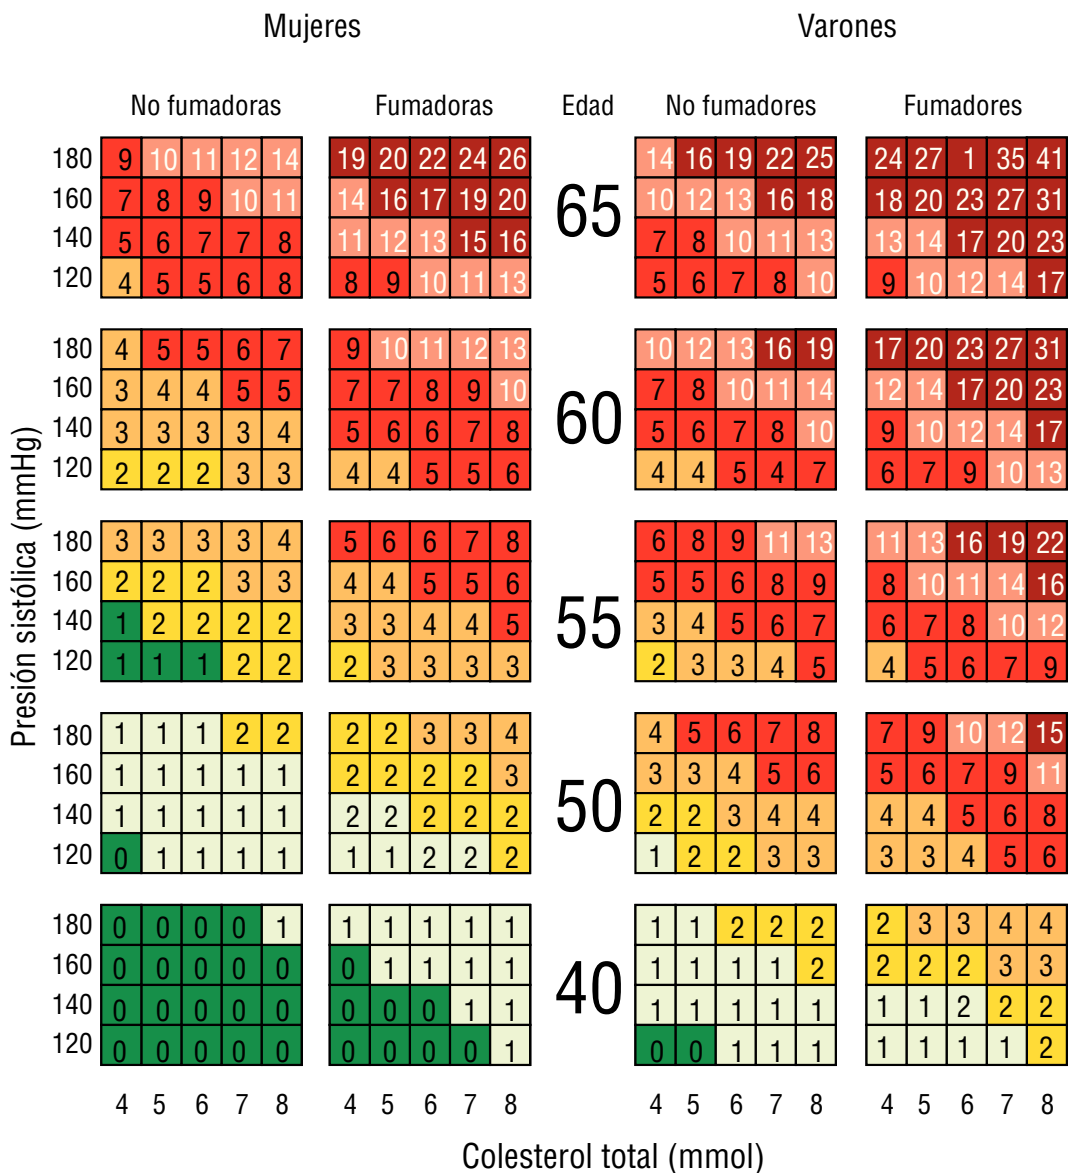 Mujeres Varones
No fumadoras Fumadoras Edad No fumadores Fumadores
180 9 10 11 12 14 19 20 22 24 26 14 16 19 22 25 24 27 1 35 41
160 7 8 9 10 11 14 16 17 19 20 10 12 13 16 18 18 20 23 27 31
65
140 5 6 7 7 8 11 12 13 15 16 7 8 10 11 13 13 14 17 20 23
120 4 5 5 6 8 8 9 10 11 13 5 6 7 8 10 9 10 12 14 17
180 4 5 5 6 7 9 10 11 12 13 10 12 13 16 19 17 20 23 27 31
160 3 4 4 5 5 7 7 8 9 10 7 8 10 11 14 12 14 17 20 23
60
140 3 3 3 3 4 5 6 6 7 8 5 6 7 8 10 9 10 12 14 17
120 2 2 2 3 3 4 4 5 5 6 4 4 5 4 7 6 7 9 10 13
180 3 3 3 3 4 5 6 6 7 8 6 8 9 11 13 11 13 16 19 22
160 2 2 2 3 3 4 4 5 5 6 5 5 6 8 9 8 10 11 14 16
55
140 1 2 2 2 2 3 3 4 4 5 3 4 5 6 7 6 7 8 10 12
120 1 1 1 2 2 2 3 3 3 3 2 3 3 4 5 4 5 6 7 9
180 1 1 1 2 2 2 2 3 3 4 4 5 6 7 8 7 9 10 12 15
160 1 1 1 1 1 2 2 2 2 3 3 3 4 5 6 5 6 7 9 11
50
140 1 1 1 1 1 2 2 2 2 2 2 2 3 4 4 4 4 5 6 8
120 0 1 1 1 1 1 1 2 2 2 1 2 2 3 3 3 3 4 5 6
180 0 0 0 0 1 1 1 1 1 1 1 1 2 2 2 2 3 3 4 4
160 0 0 0 0 0 0 1 1 1 1 1 1 1 1 2 2 2 2 3 3
40
140 0 0 0 0 0 0 0 0 1 1 1 1 1 1 1 1 1 2 2 2
120 0 0 0 0 0 0 0 0 0 1 0 0 1 1 1 1 1 1 1 2
4 5 6 7 8 4 5 6 7 8 4 5 6 7 8 4 5 6 7 8
Colesterol total (mmol)
Presión sistólica (mmHg)